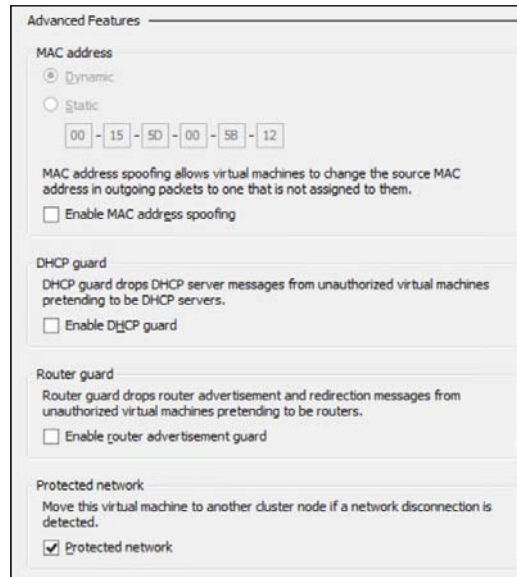 Advanced Features
MAC address
Dynamic
Static
00 - 15 - 5D - 00 - 5B - 12
MAC address spoofing allows virtual machines to change the source MAC
address in outgoing packets to one that is not assigned to them.
Enable MAC address spoofing
DHCP guard
DHCP guard drops DHCP server messages from unauthorized virtual machines
pretending to be DHCP servers.
Enable DHCP guard
Router guard
Router guard drops router advertisement and redirection messages from
unauthorized virtual machines pretending to be routers.
Enable router advertisement guard
Protected network
Move this virtual machine to another cluster node if a network disconnection is
detected.
Protected network